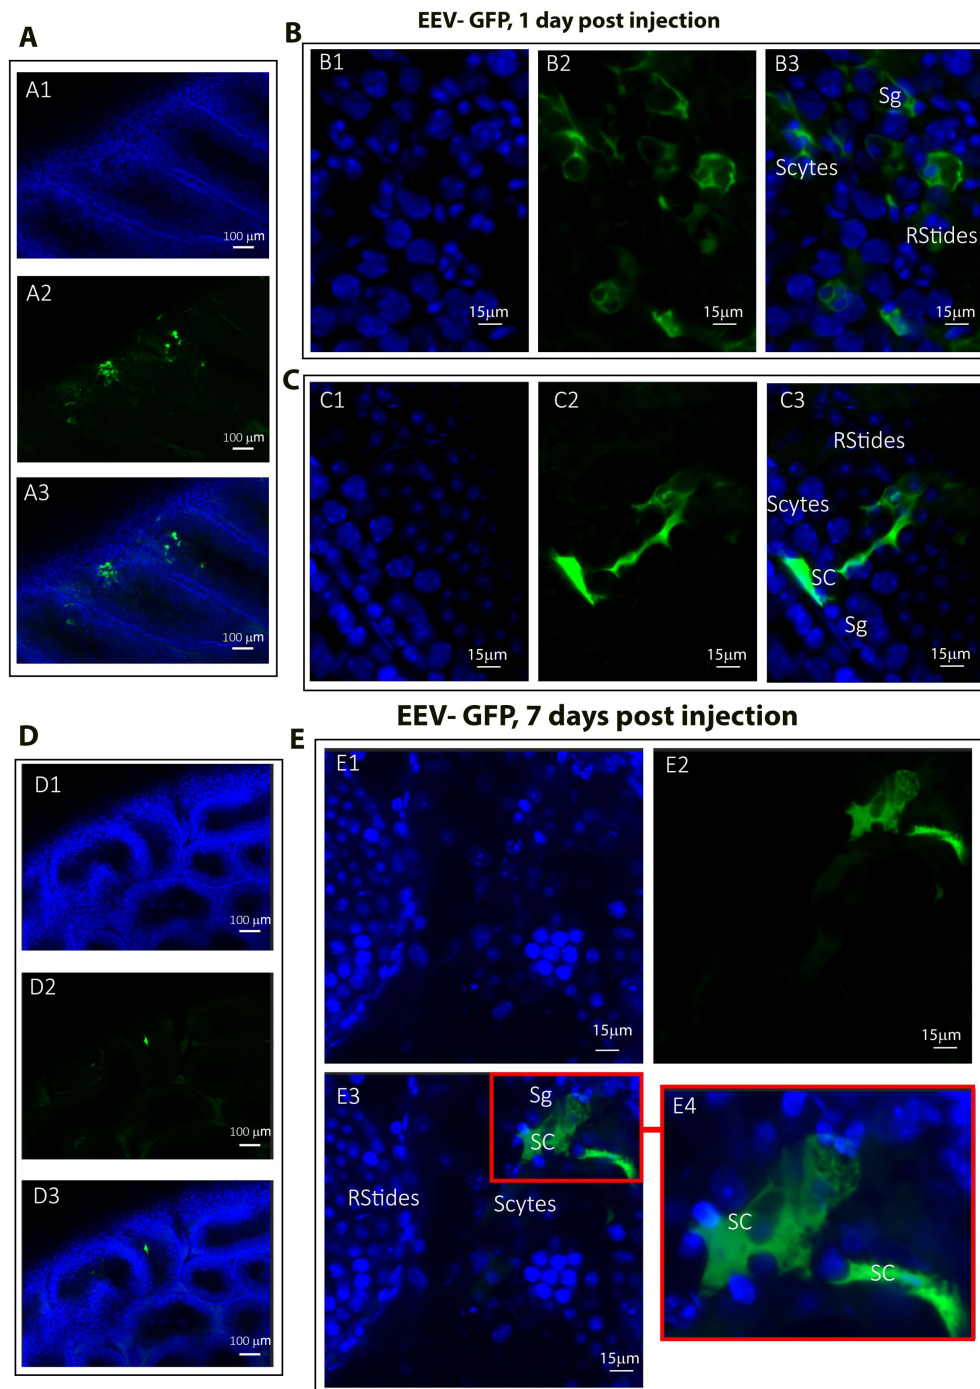 EEV- GFP, 1 day post injection
A
A1
100 µm
A2
100 µm
A3
100 µm
B
B1
15µm
B2
15µm
B3
Sg
Scytes
RStides
15µm
C
C1
15µm
C2
15µm
C3
RStides
Scytes
SC
Sg
15µm
EEV- GFP, 7 days post injection
D
D1
100 µm
D2
100 µm
D3
100 µm
E
E1
15µm
E2
15µm
E3
Sg
SC
RStides
Scytes
15µm
E4
SC
SC